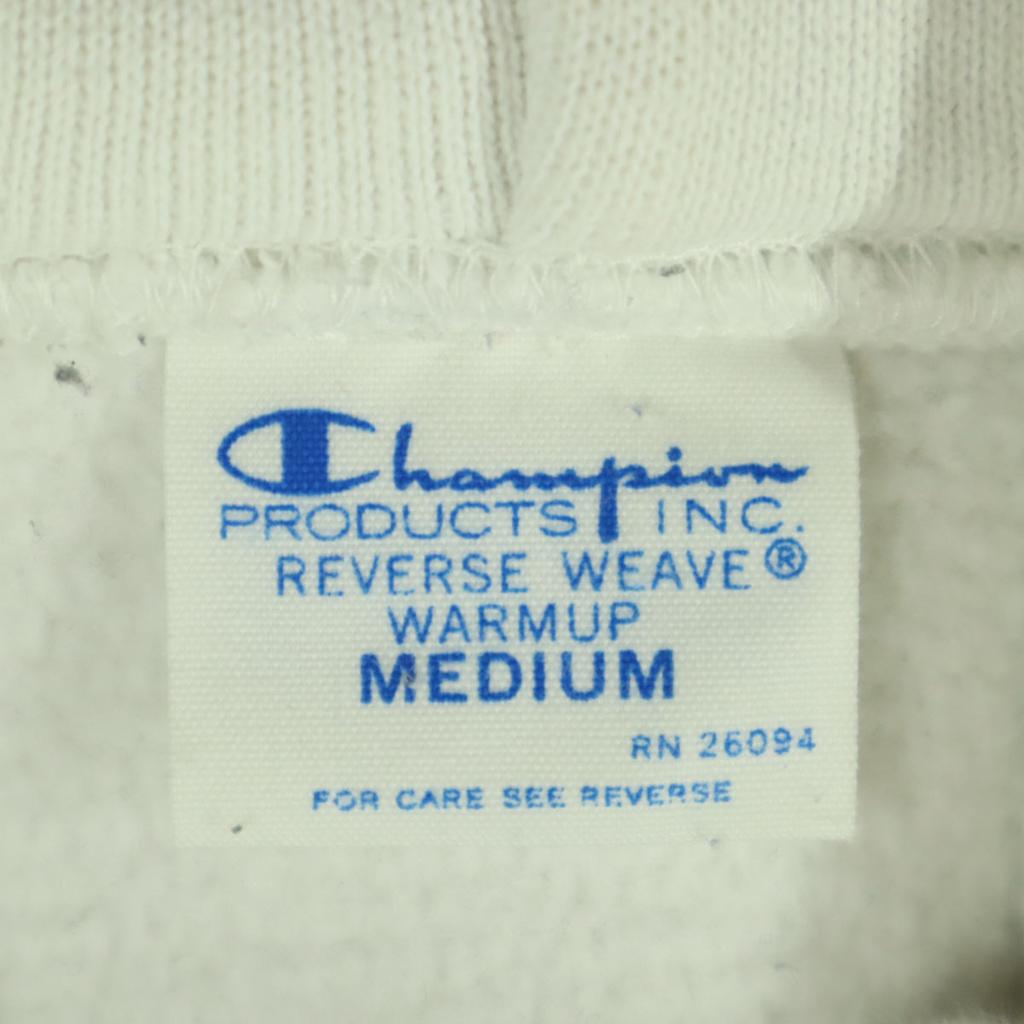 Champion
PRODUCTS INC.
REVERSE WEAVE®
WARMUP
MEDIUM
RN 26094
FOR CARE SEE REVERSE